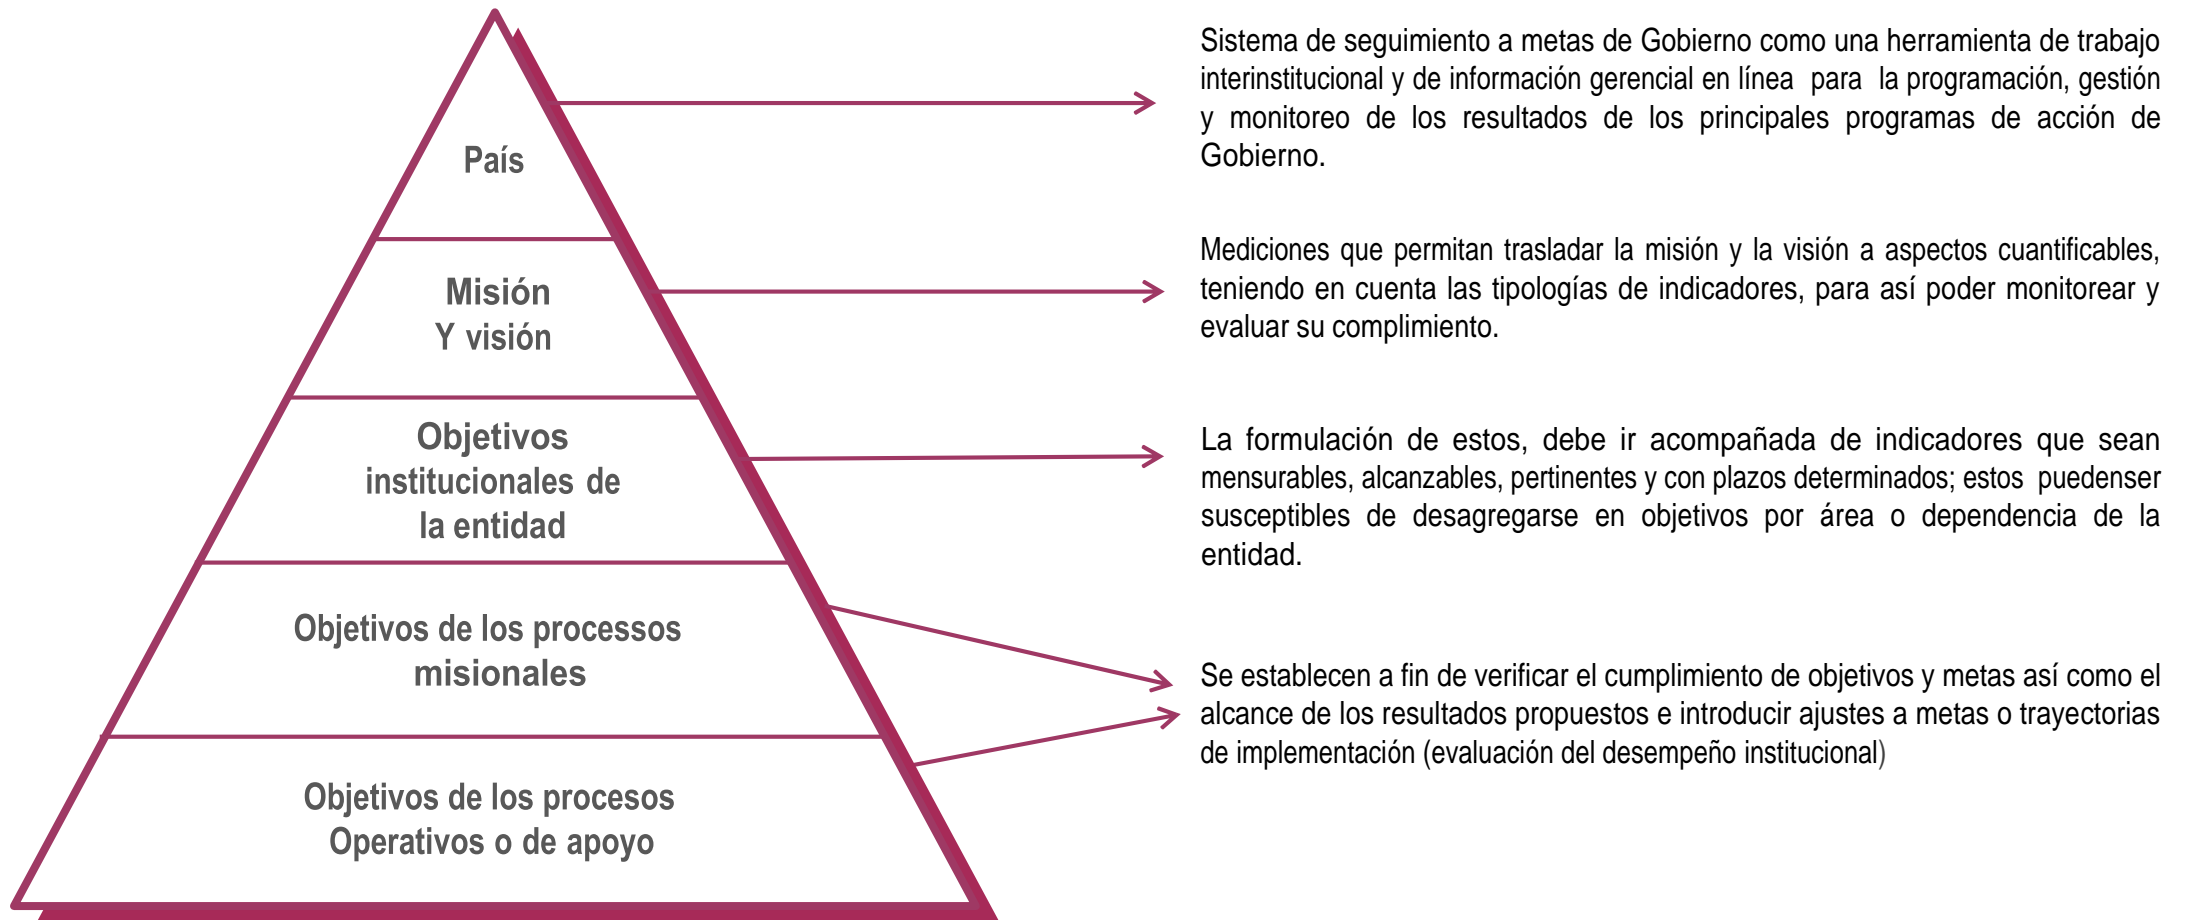 País
Misión
Y visión
Objetivos
institucionales de
la entidad
Objetivos de los processos
misionales
Objetivos de los procesos
Operativos o de apoyo
Sistema de seguimiento a metas de Gobierno como una herramienta de trabajo
interinstitucional y de información gerencial en línea para la programación, gestión
y monitoreo de los resultados de los principales programas de acción de
Gobierno.
Mediciones que permitan trasladar la misión y la visión a aspectos cuantificables,
teniendo en cuenta las tipologías de indicadores, para así poder monitorear y
evaluar su complimiento.
La formulación de estos, debe ir acompañada de indicadores que sean
mensurables, alcanzables, pertinentes y con plazos determinados; estos puedenser
susceptibles de desagregarse en objetivos por área o dependencia de la
entidad.
Se establecen a fin de verificar el cumplimiento de objetivos y metas así como el
alcance de los resultados propuestos e introducir ajustes a metas o trayectorias
de implementación (evaluación del desempeño institucional)